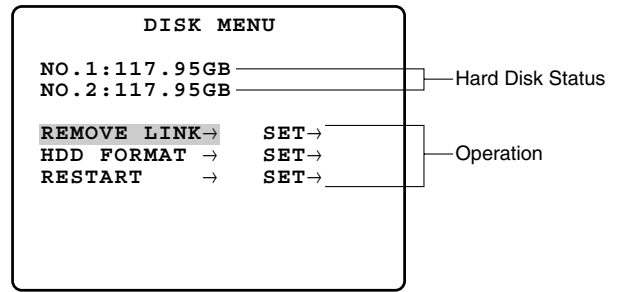 DISK MENU
NO.1:117.95GB
NO.2:117.95GB
Hard Disk Status
REMOVE LINK→ SET→
HDD FORMAT → SET→
RESTART → SET→
Operation